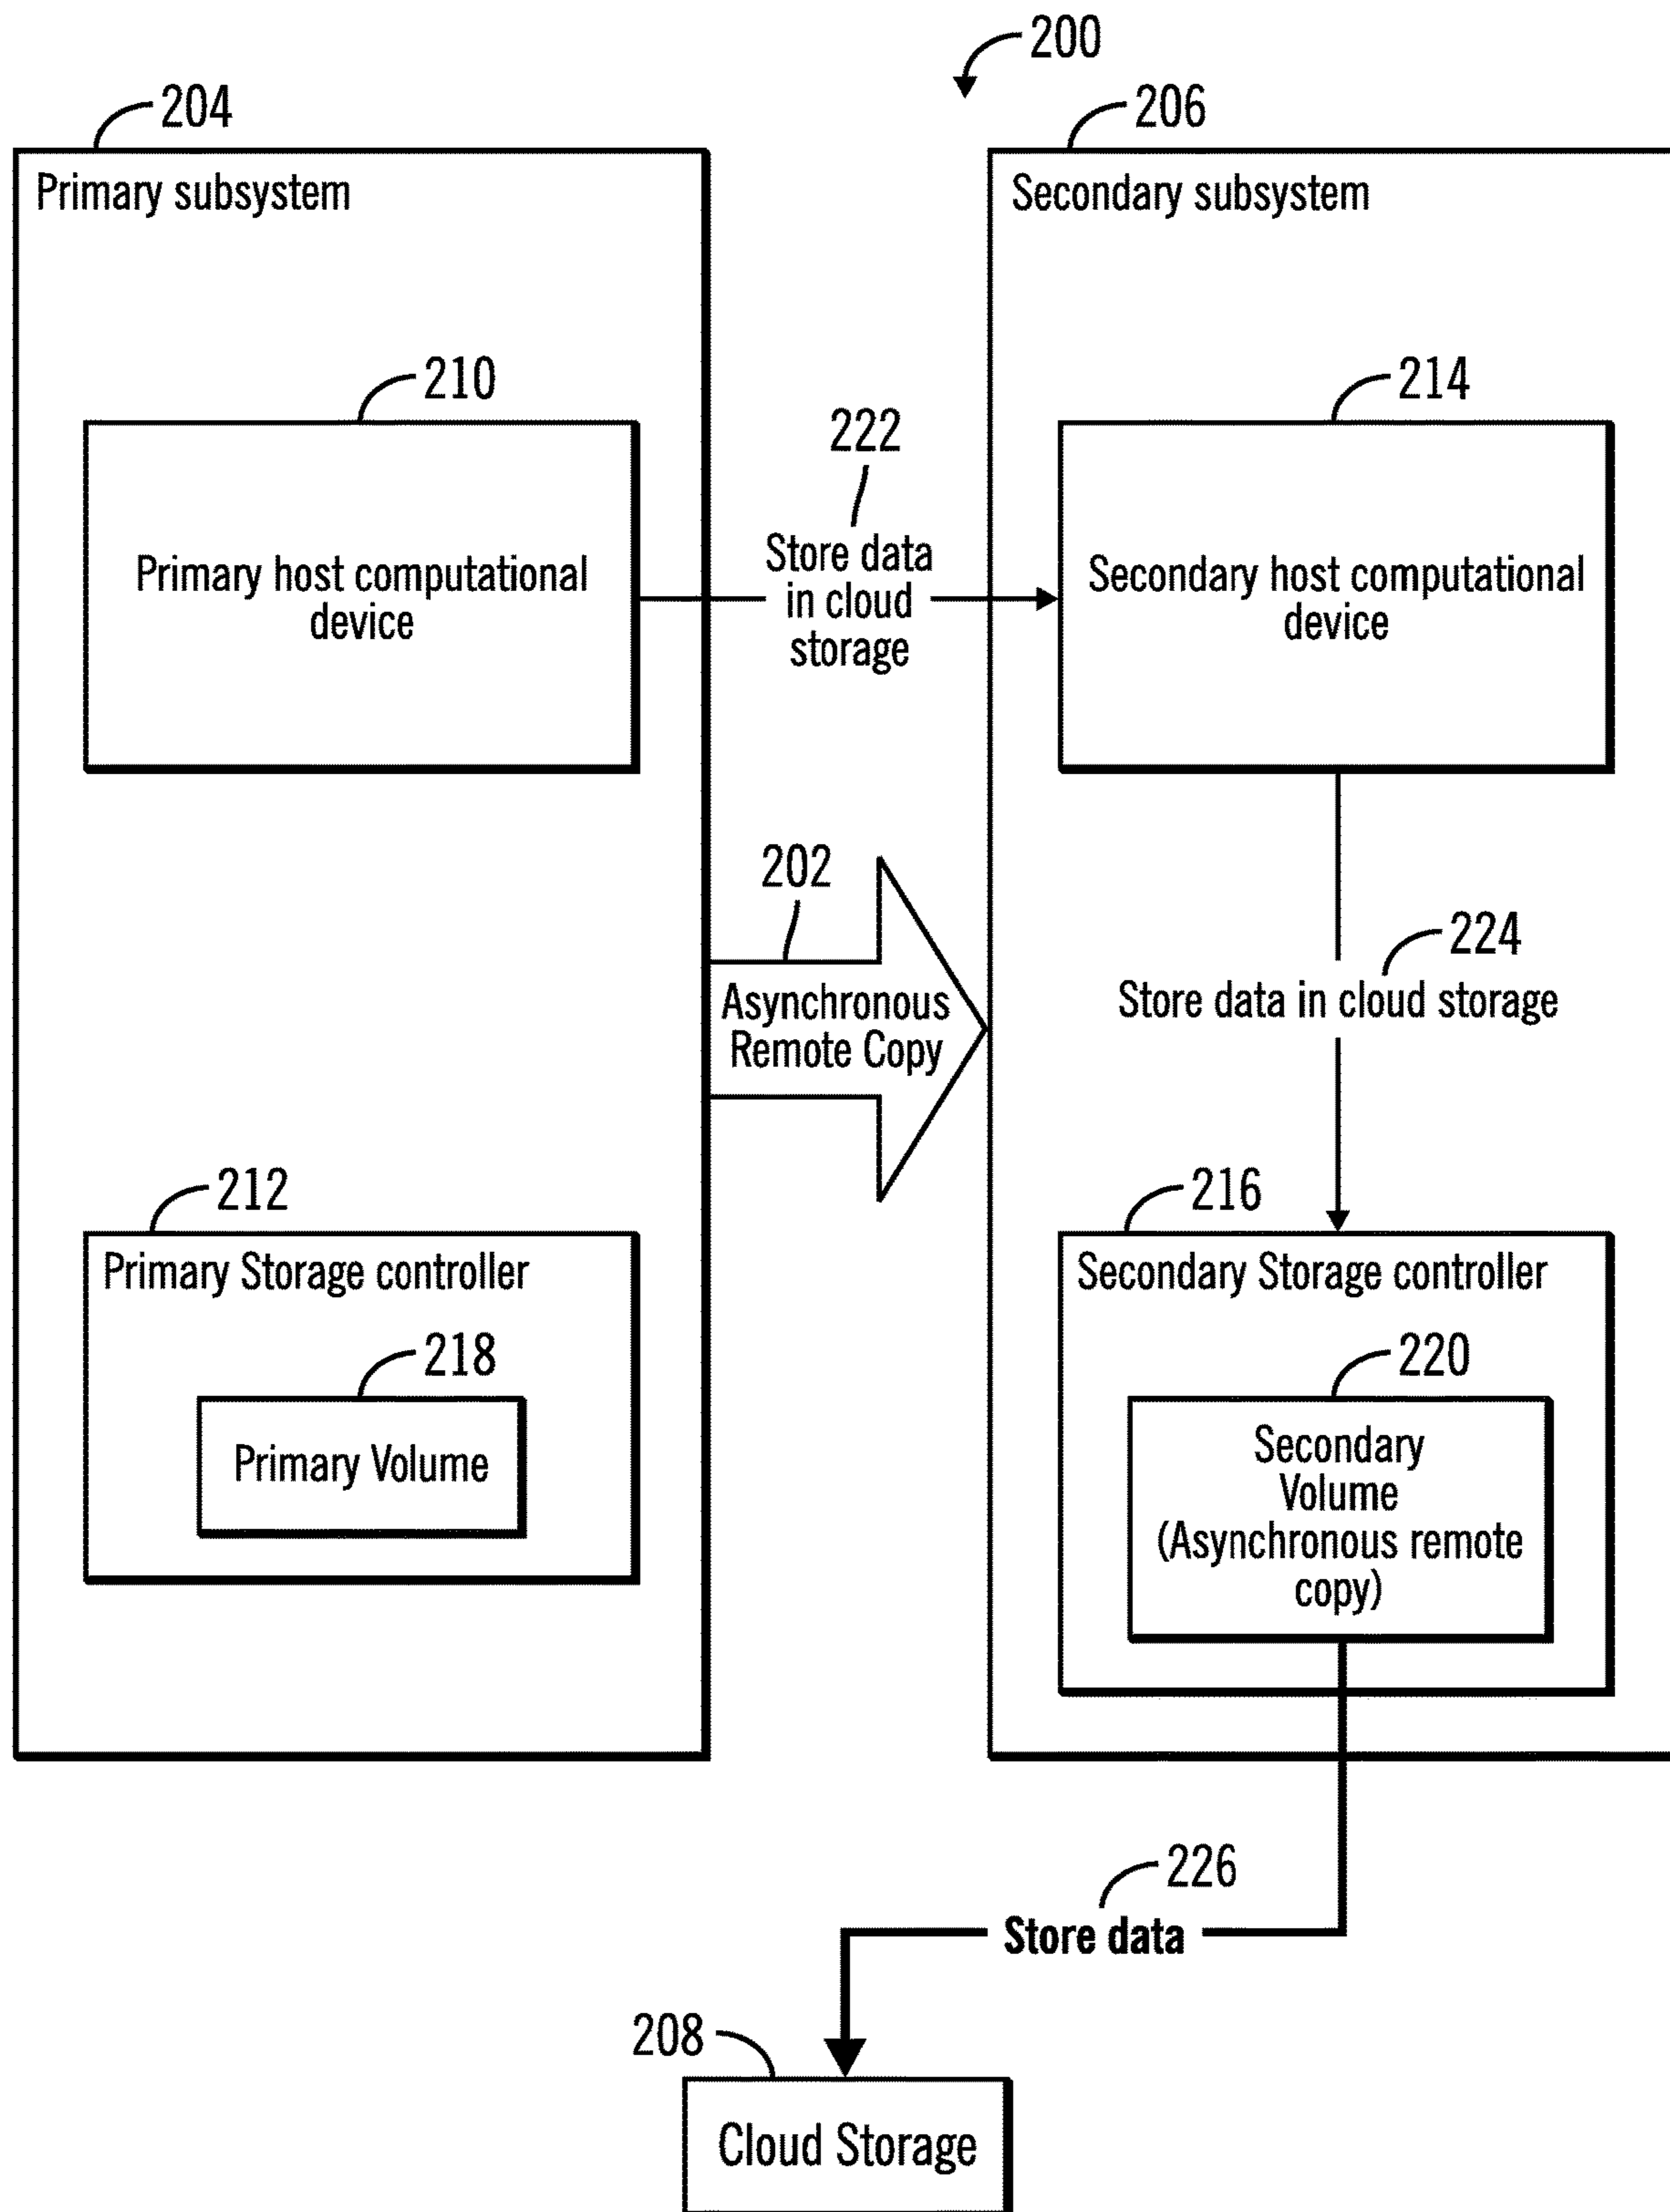 200
204
206
Primary subsystem
Secondary subsystem
210
214
222
Primary host computational
device
Store data
in cloud
storage
Secondary host computational
device
202
Asynchronous
Remote Copy
224
Store data in cloud storage
212
216
Primary Storage controller
Secondary Storage controller
218
220
Primary Volume
Secondary
Volume
(Asynchronous remote
copy)
226
Store data
208
Cloud Storage